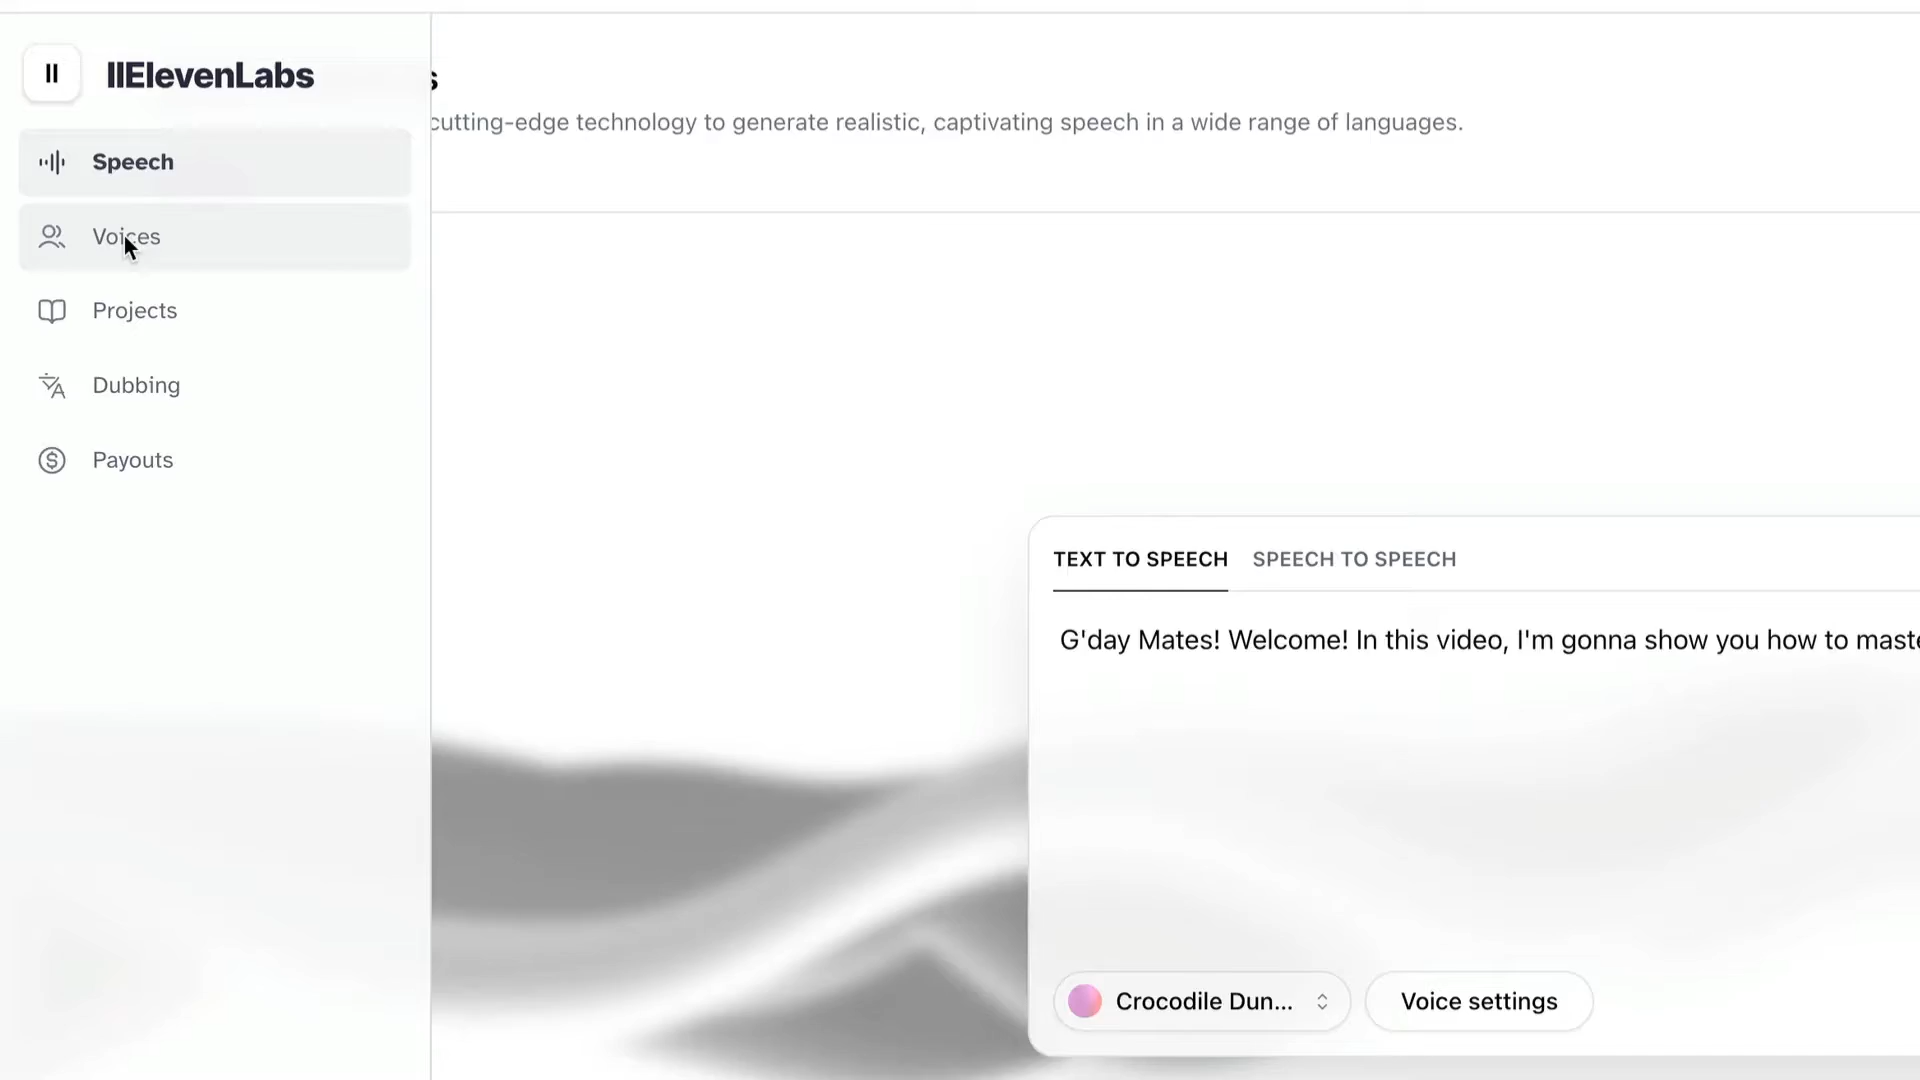 IIElevenLabs
s
cutting-edge technology to generate realistic, captivating speech in a wide range of languages.
Speech
Voices
Projects
Dubbing
Payouts
TEXT TO SPEECH SPEECH TO SPEECH
G'day Mates! Welcome! In this video, I'm gonna show you how to maste
Crocodile Dun...
Voice settings